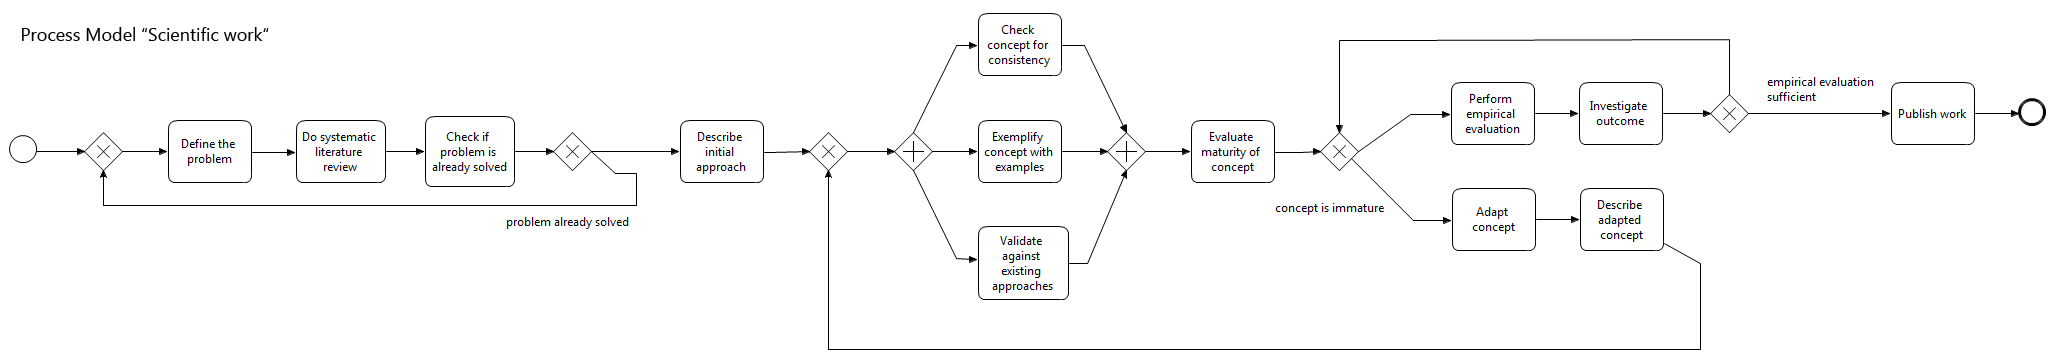 Process Model “Scientific work“
Define the
problem
Do systematic
literature
review
Check if
problem is
already solved
problem already solved
Describe
initial
approach
Check
concept for
consistency
Exemplify
concept with
examples
Validate
against
existing
approaches
Evaluate
maturity of
concept
concept is immature
Perform
empirical
evaluation
Investigate
outcome
Adapt
concept
Describe
adapted
concept
empirical evaluation
sufficient
Publish work